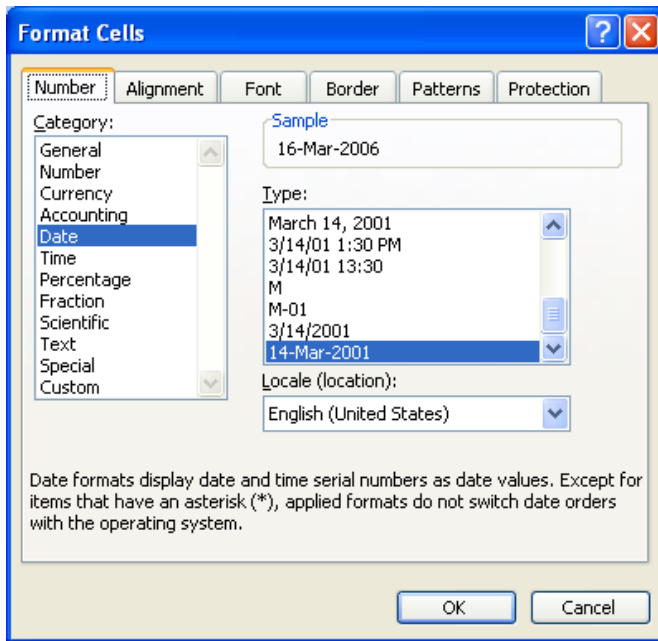 Format Cells
Number Alignment Font Border Patterns Protection
Category:
General
Number
Currency
Accounting
Date
Time
Percentage
Fraction
Scientific
Text
Special
Custom
Sample
16-Mar-2006
Type:
March 14, 2001
3/14/01 1:30 PM
3/14/01 13:30
M
M-01
3/14/2001
14-Mar-2001
Locale (location):
English (United States)
Date formats display date and time serial numbers as date values. Except for
items that have an asterisk (*), applied formats do not switch date orders
with the operating system.
OK Cancel